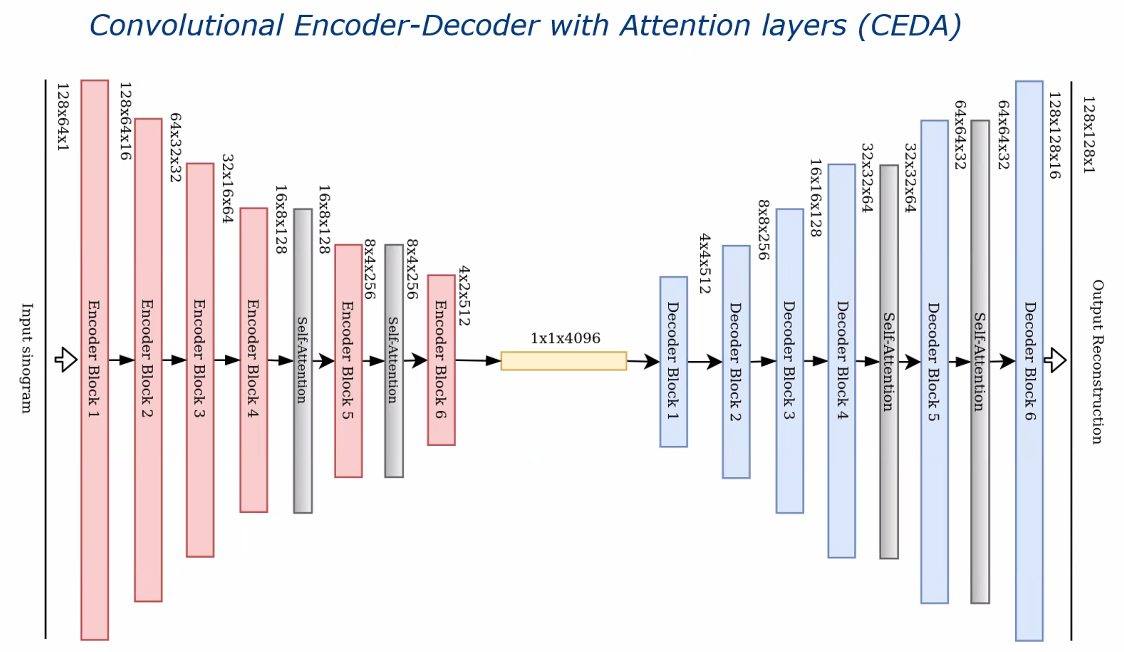 Convolutional Encoder-Decoder with Attention layers (CEDA)
Input sinogram
128x64x1
Encoder Block 1
128x64x16
Encoder Block 2
64x32x32
Encoder Block 3
32x16x64
Encoder Block 4
16x8x128
Self-Attention
16x8x128
Encoder Block 5
8x4x256
Self-Attention
8x4x256
Encoder Block 6
4x2x512
1x1x4096
Decoder Block 1
4x4x512
Decoder Block 2
8x8x256
Decoder Block 3
16x16x128
Decoder Block 4
32x32x64
Self-Attention
32x32x64
Decoder Block 5
64x64x32
Self-Attention
64x64x32
Decoder Block 6
128x128x16
128x128x1
Output Reconstruction